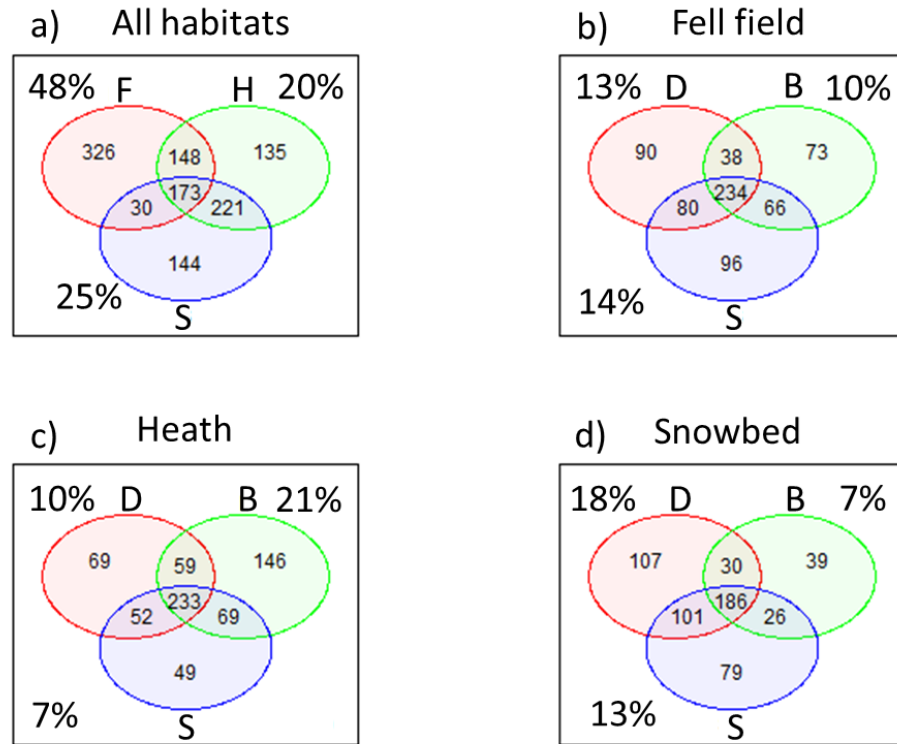 a) All habitats
48% F H 20%
326 148 135
173
30 221
144
25%
S
b) Fell field
13% D B 10%
90 38 73
234
80 66
96
14%
S
c) Heath
10% D B 21%
69 59 146
233
52 69
49
7%
S
d) Snowbed
18% D B 7%
107 30 39
186
101 26
79
13%
S